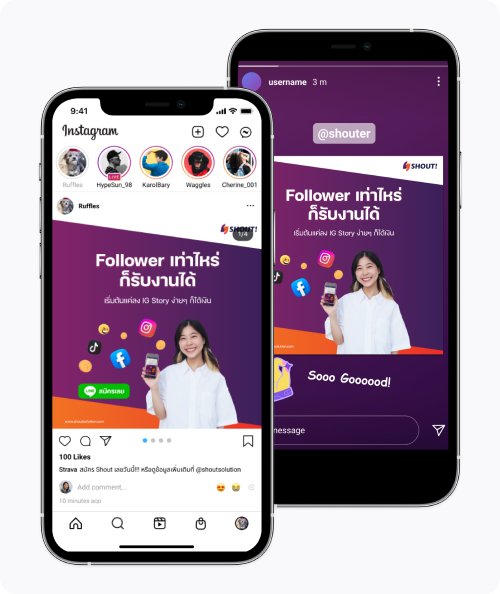 9:41
Instagram
Ruffles
HypeSun_98
KarolBary
Waggles
Cherine_001
LIVE
Ruffles
SHOUT!
1/4
Follower เท่าไหร่
ก็รับงานได้
เริ่มต้นแค่ลง IG Story ง่ายๆ ก็ได้เงิน
LINE
สมัครเลย
www.shoutsolution.com
100 Likes
Strava สมัคร Shout เลยวันนี้!!! หรือดูข้อมูลเพิ่มเติมที่ @shoutsolution
Add comment...
10 minutes ago
username 3 m
@shouter
SHOUT!
Follower เท่าไหร่
ก็รับงานได้
เริ่มต้นแค่ลง IG Story ง่ายๆ ก็ได้เงิน
Sooo Goooood!
message